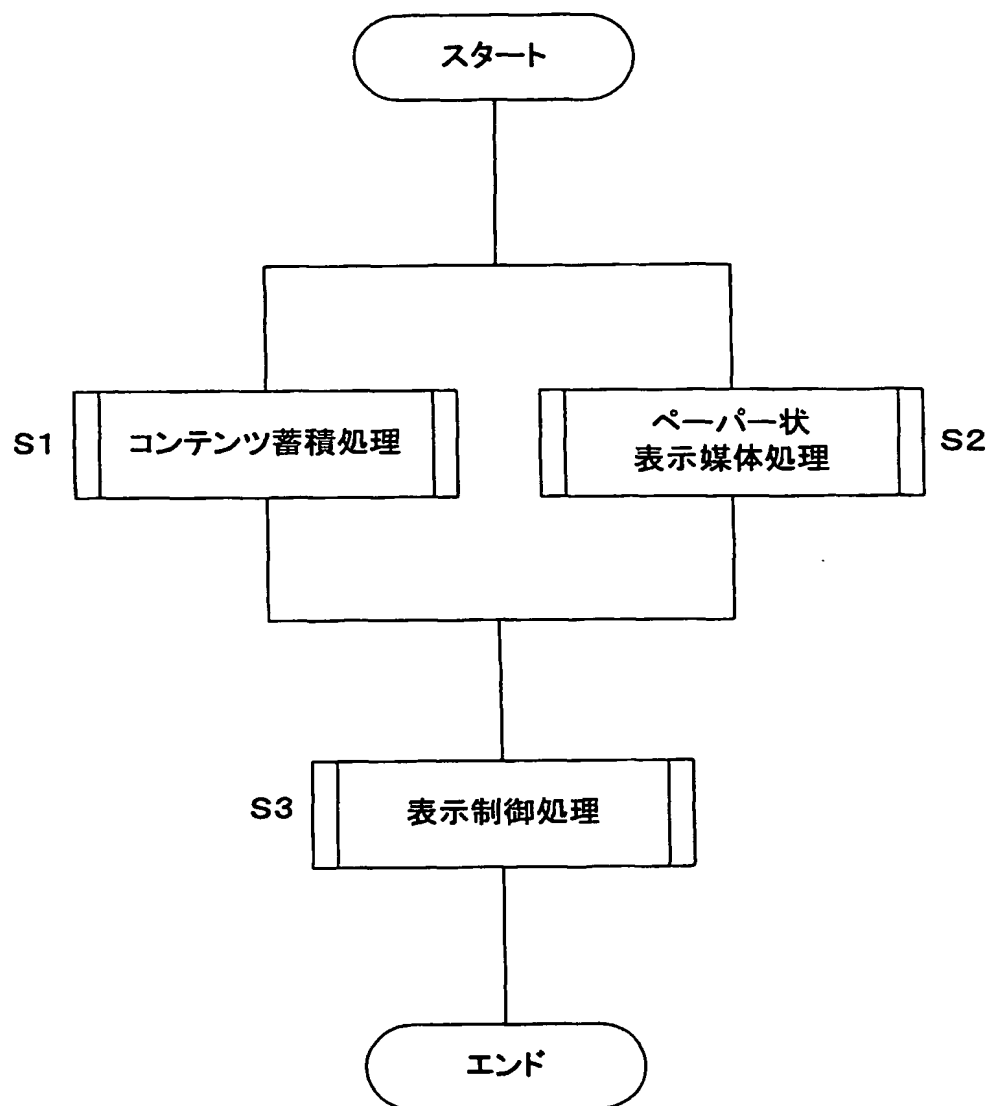 スタート
S1
コンテンツ蓄積処理
ペーパー状
表示媒体処理
S2
S3
表示制御処理
エンド